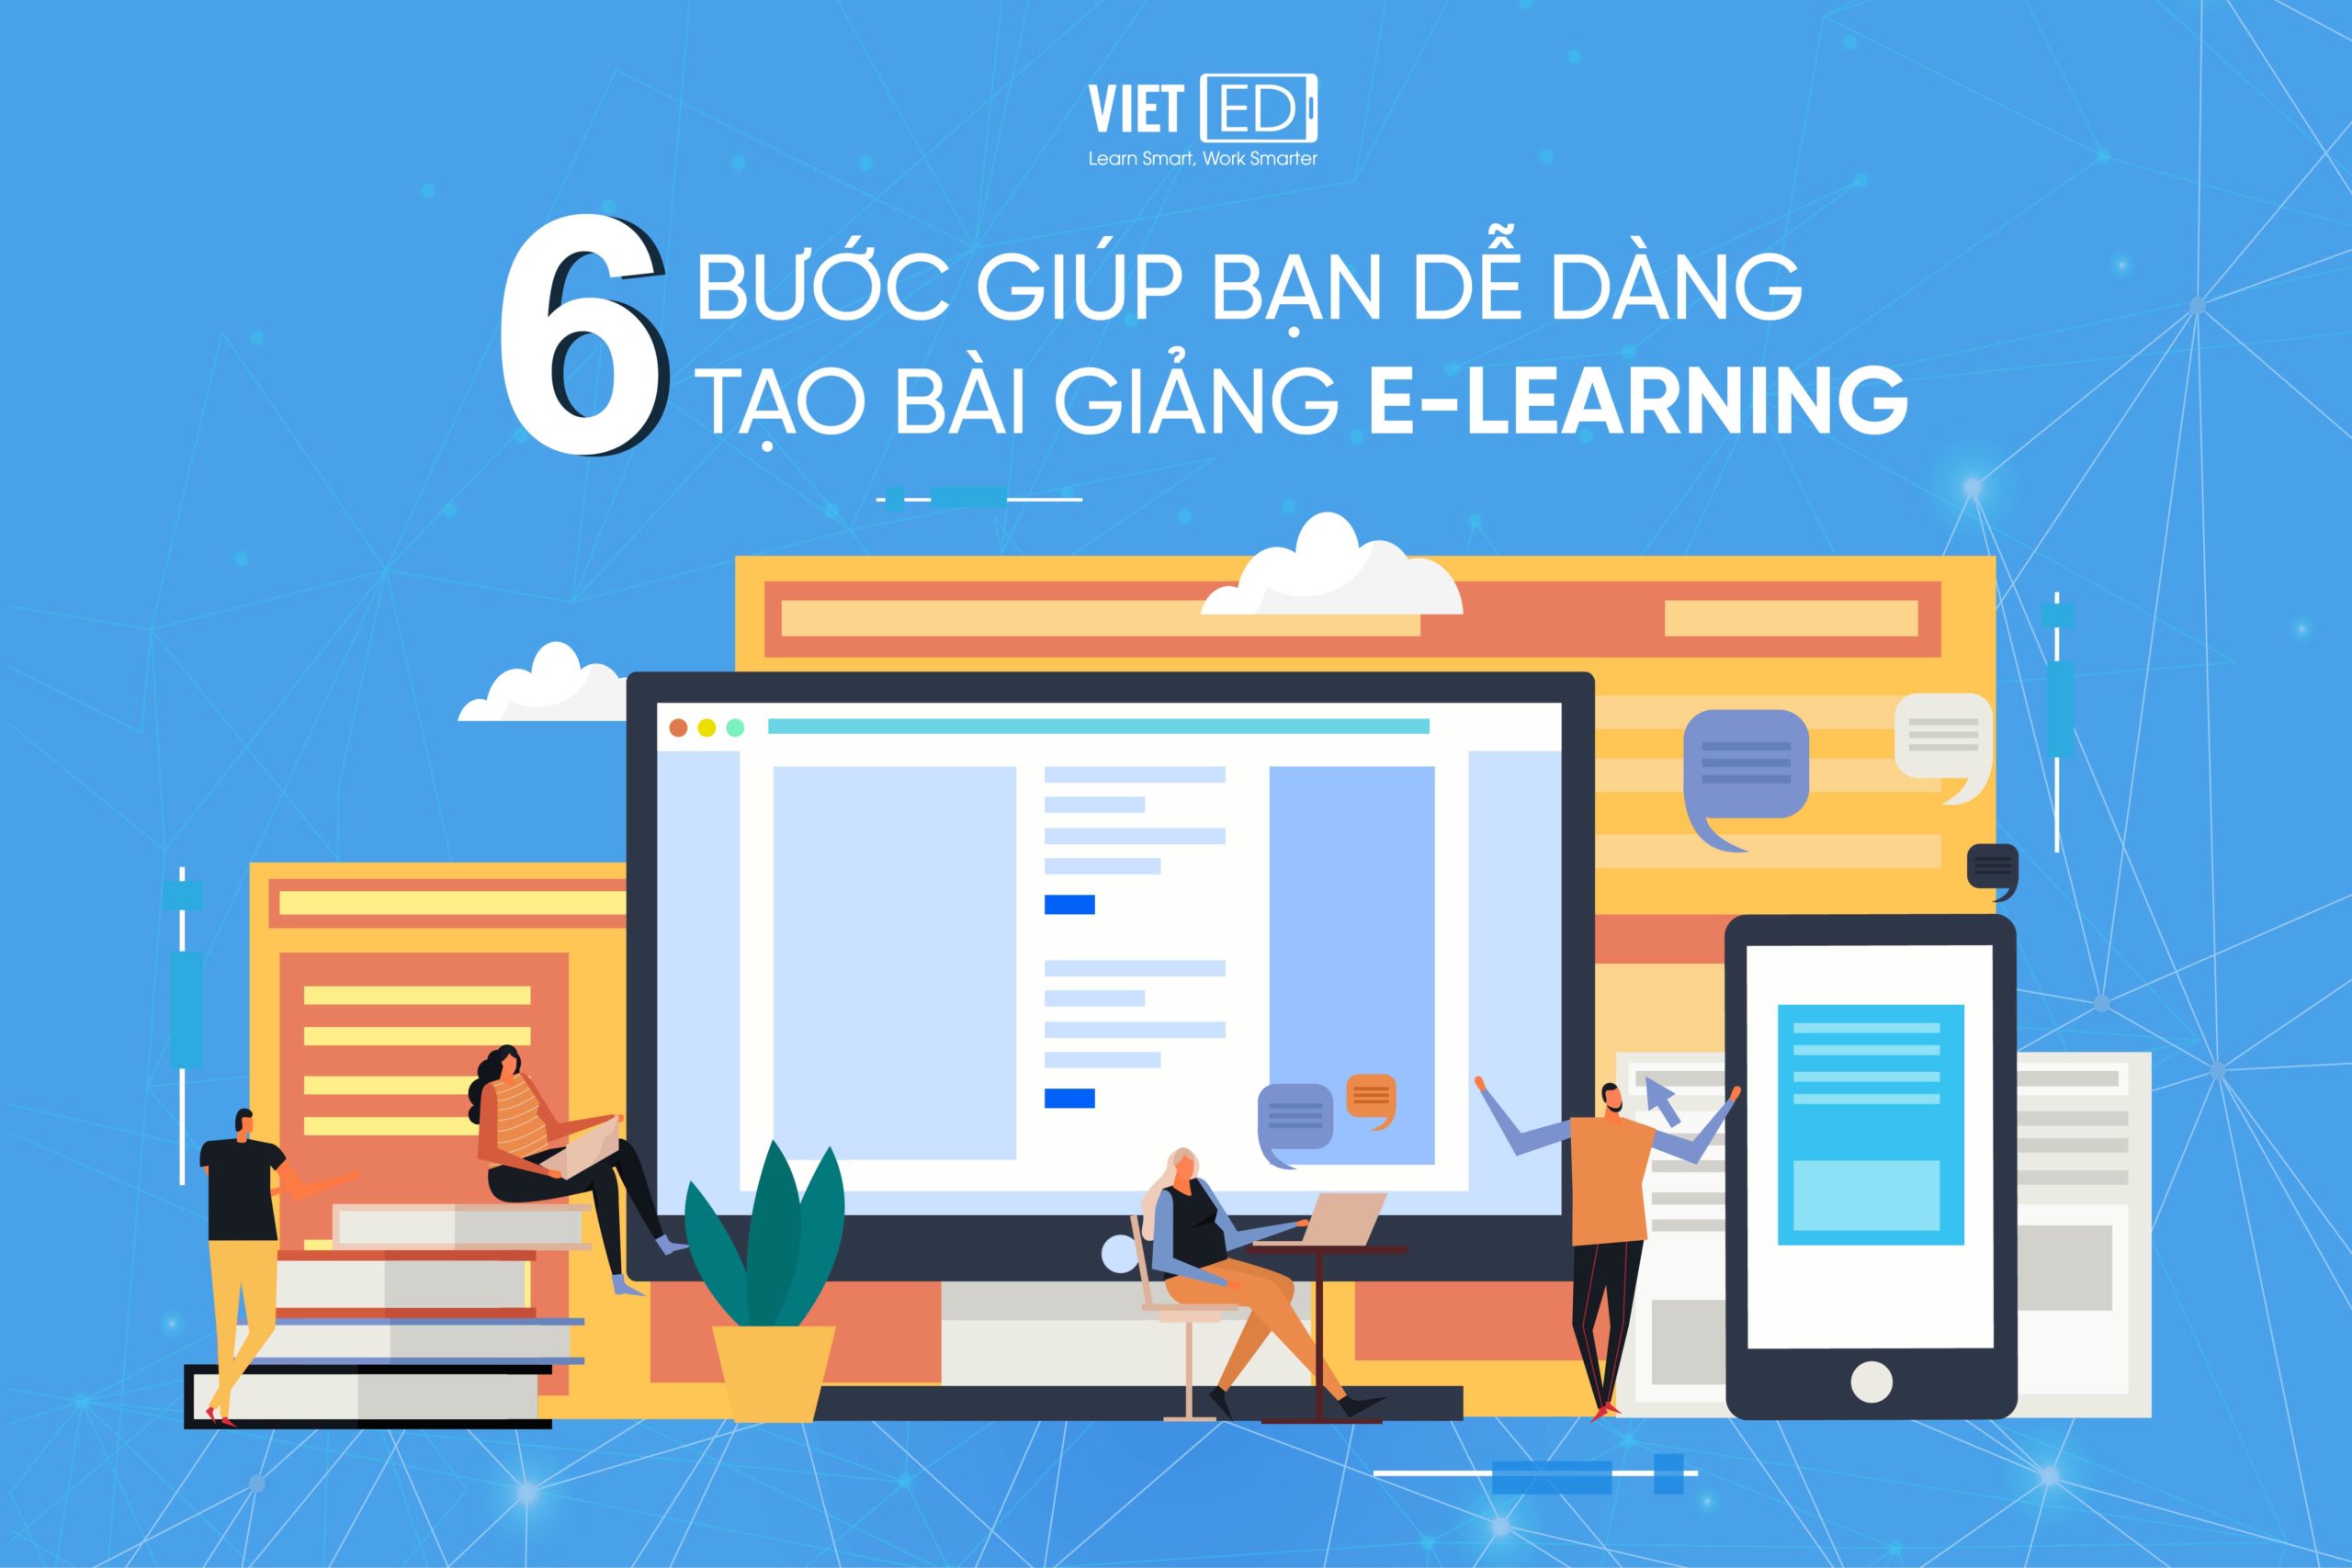 VIET ED
Learn Smart, Work Smarter
6 BƯỚC GIÚP BẠN DỄ DÀNG
TẠO BÀI GIẢNG E-LEARNING